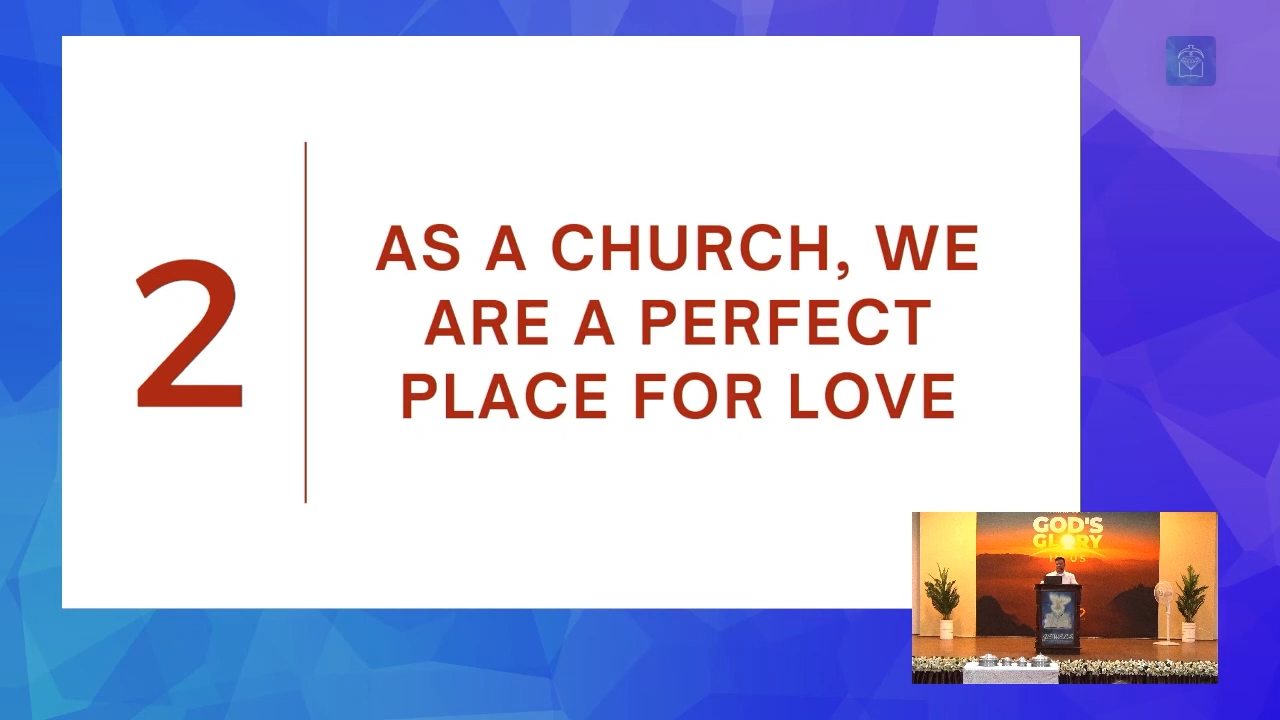 2
AS A CHURCH, WE
ARE A PERFECT
PLACE FOR LOVE
GOD'S
GLORY